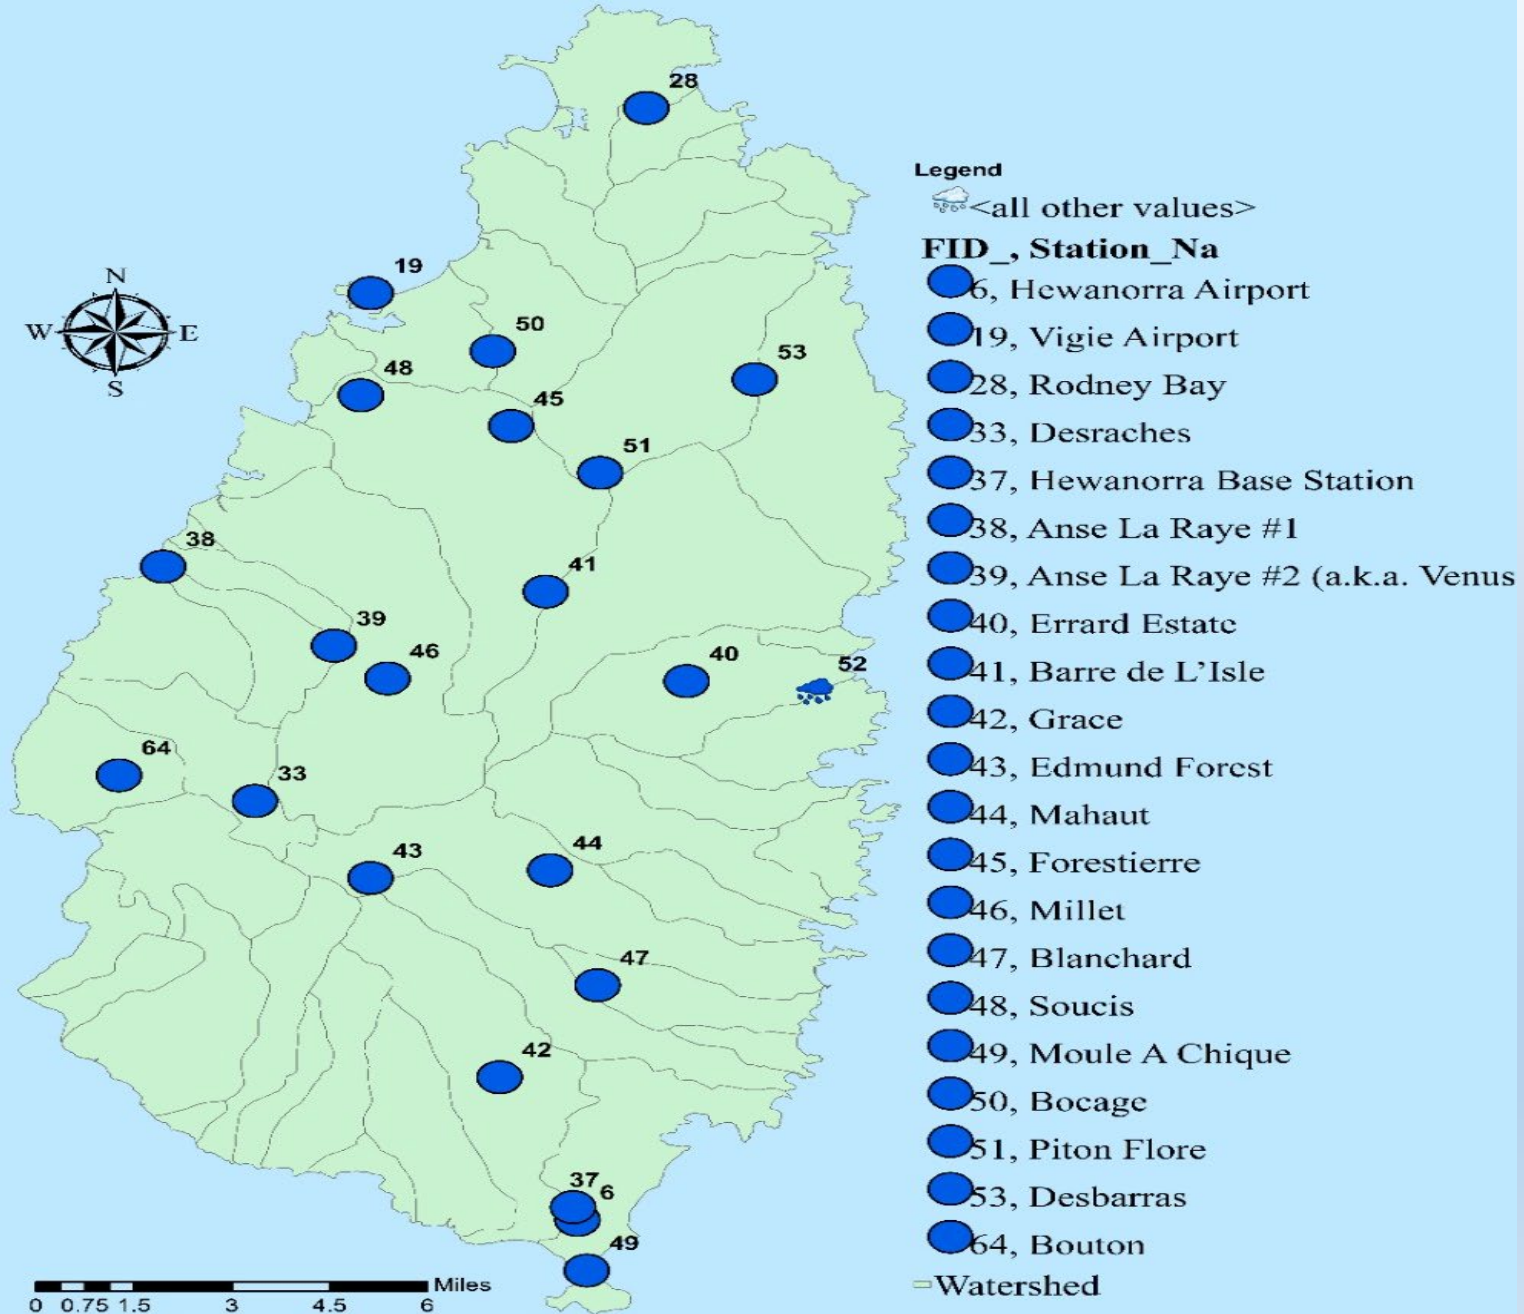 28
19
50
53
48
45
51
38
41
39
46
40
52
64
33
43
44
47
42
37
6
49
N
W E
S
0 0.75 1.5 3 4.5 6 Miles
Legend
<all other values>
FID_, Station_Na
6, Hewanorra Airport
19, Vigie Airport
28, Rodney Bay
33, Desraches
37, Hewanorra Base Station
38, Anse La Raye #1
39, Anse La Raye #2 (a.k.a. Venus
40, Errard Estate
41, Barre de L'Isle
42, Grace
43, Edmund Forest
44, Mahaut
45, Forestierre
46, Millet
47, Blanchard
48, Soucis
49, Moule A Chique
50, Bocage
51, Piton Flore
53, Desbarras
64, Bouton
Watershed